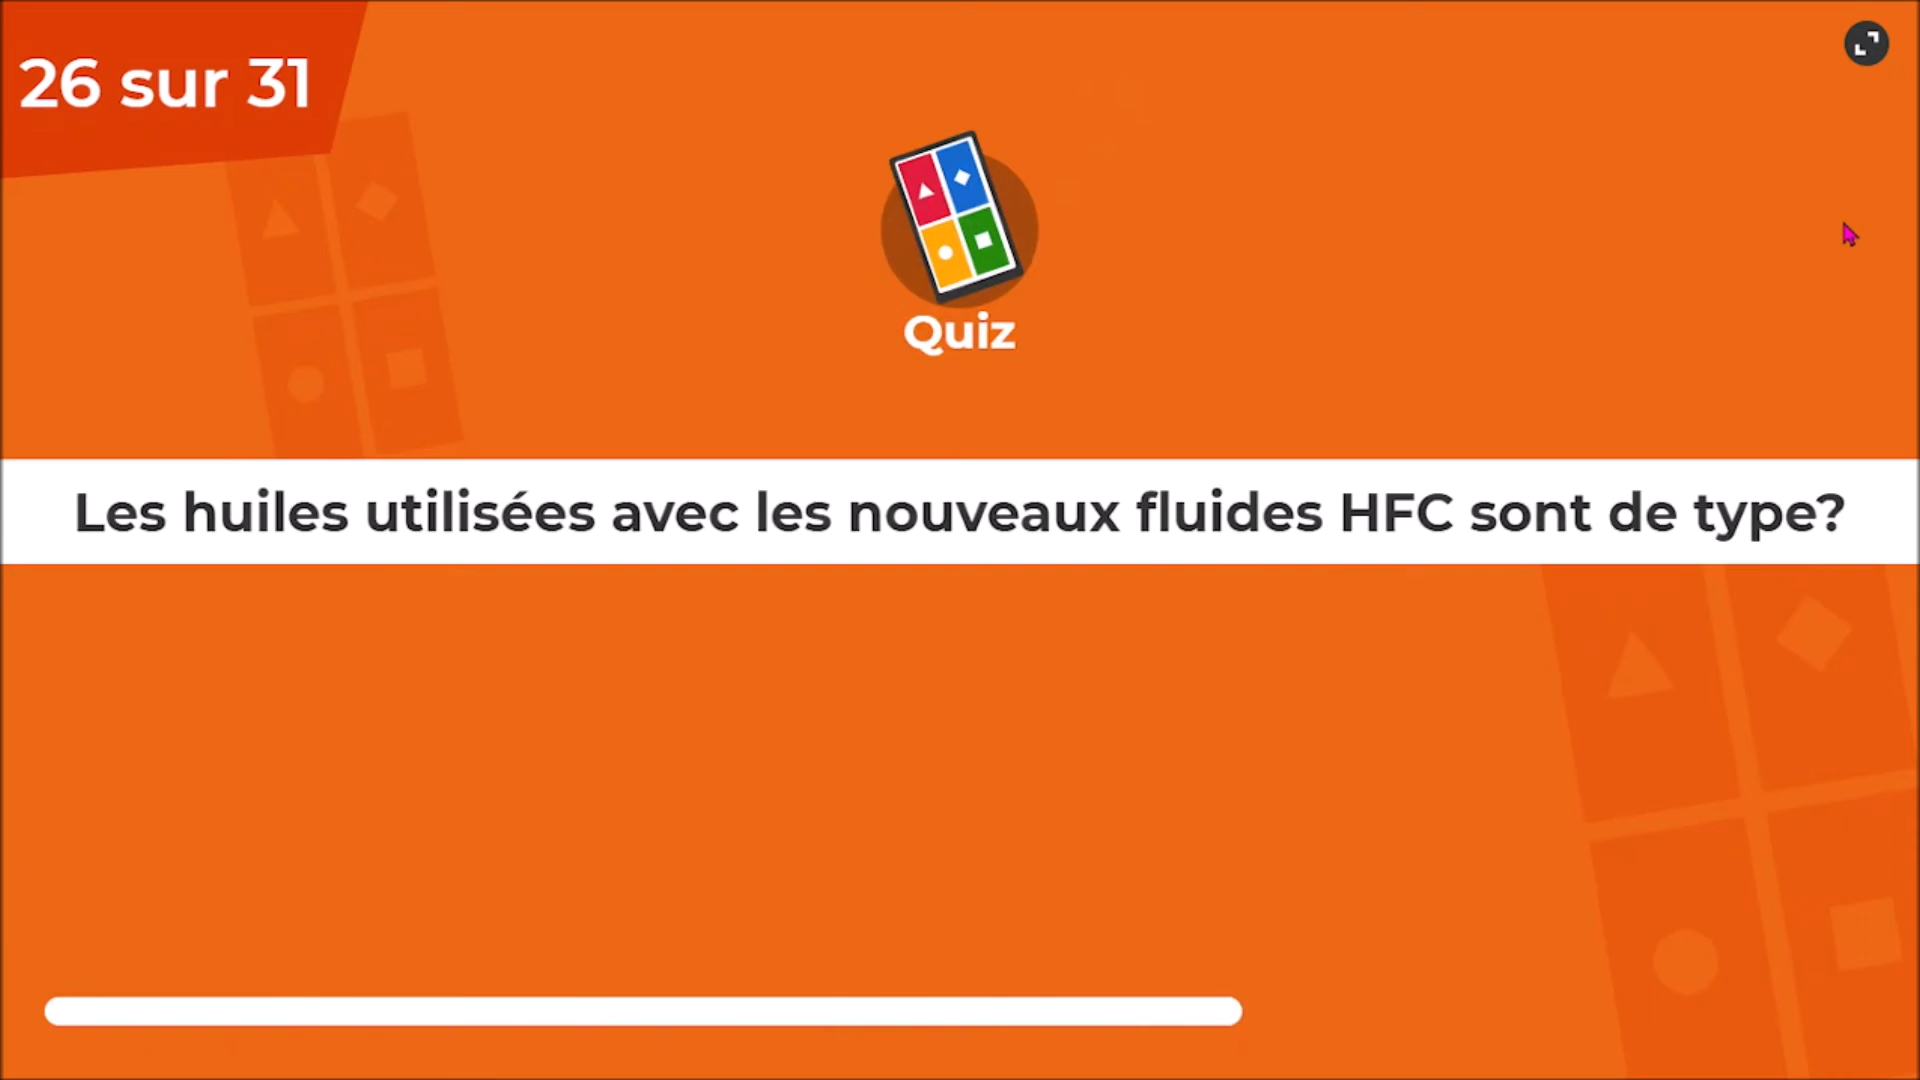 26 sur 31
Quiz
Les huiles utilisées avec les nouveaux fluides HFC sont de type?